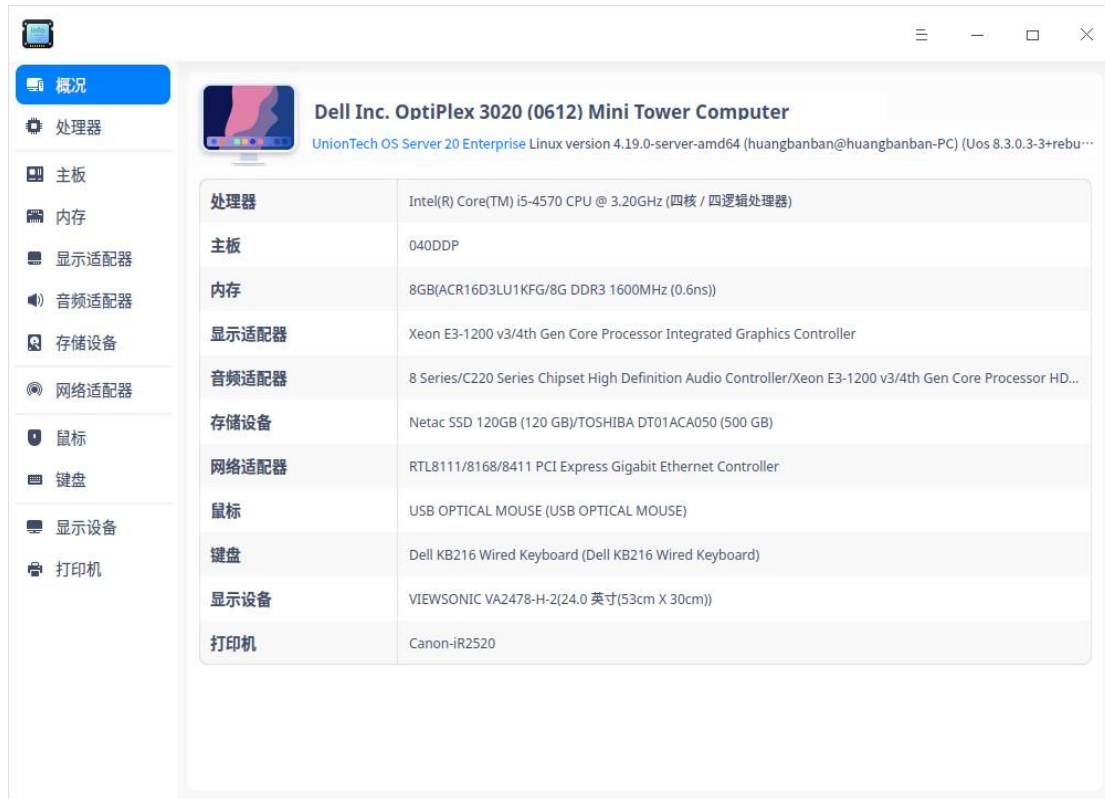 概况
处理器
主板
内存
显示适配器
音频适配器
存储设备
网络适配器
鼠标
键盘
显示设备
打印机
Dell Inc. OptiPlex 3020 (0612) Mini Tower Computer
UnionTech OS Server 20 Enterprise Linux version 4.19.0-server-amd64 (huangbanban@huangbanban-PC) (Uos 8.3.0.3-3+rebu…
处理器 Intel(R) Core(TM) i5-4570 CPU @ 3.20GHz (四核 / 四逻辑处理器)
主板 040DDP
内存 8GB(ACR16D3LU1KFG/8G DDR3 1600MHz (0.6ns))
显示适配器 Xeon E3-1200 v3/4th Gen Core Processor Integrated Graphics Controller
音频适配器 8 Series/C220 Series Chipset High Definition Audio Controller/Xeon E3-1200 v3/4th Gen Core Processor HD...
存储设备 Netac SSD 120GB (120 GB)/TOSHIBA DT01ACA050 (500 GB)
网络适配器 RTL8111/8168/8411 PCI Express Gigabit Ethernet Controller
鼠标 USB OPTICAL MOUSE (USB OPTICAL MOUSE)
键盘 Dell KB216 Wired Keyboard (Dell KB216 Wired Keyboard)
显示设备 VIEWSONIC VA2478-H-2(24.0 英寸(53cm X 30cm))
打印机 Canon-iR2520